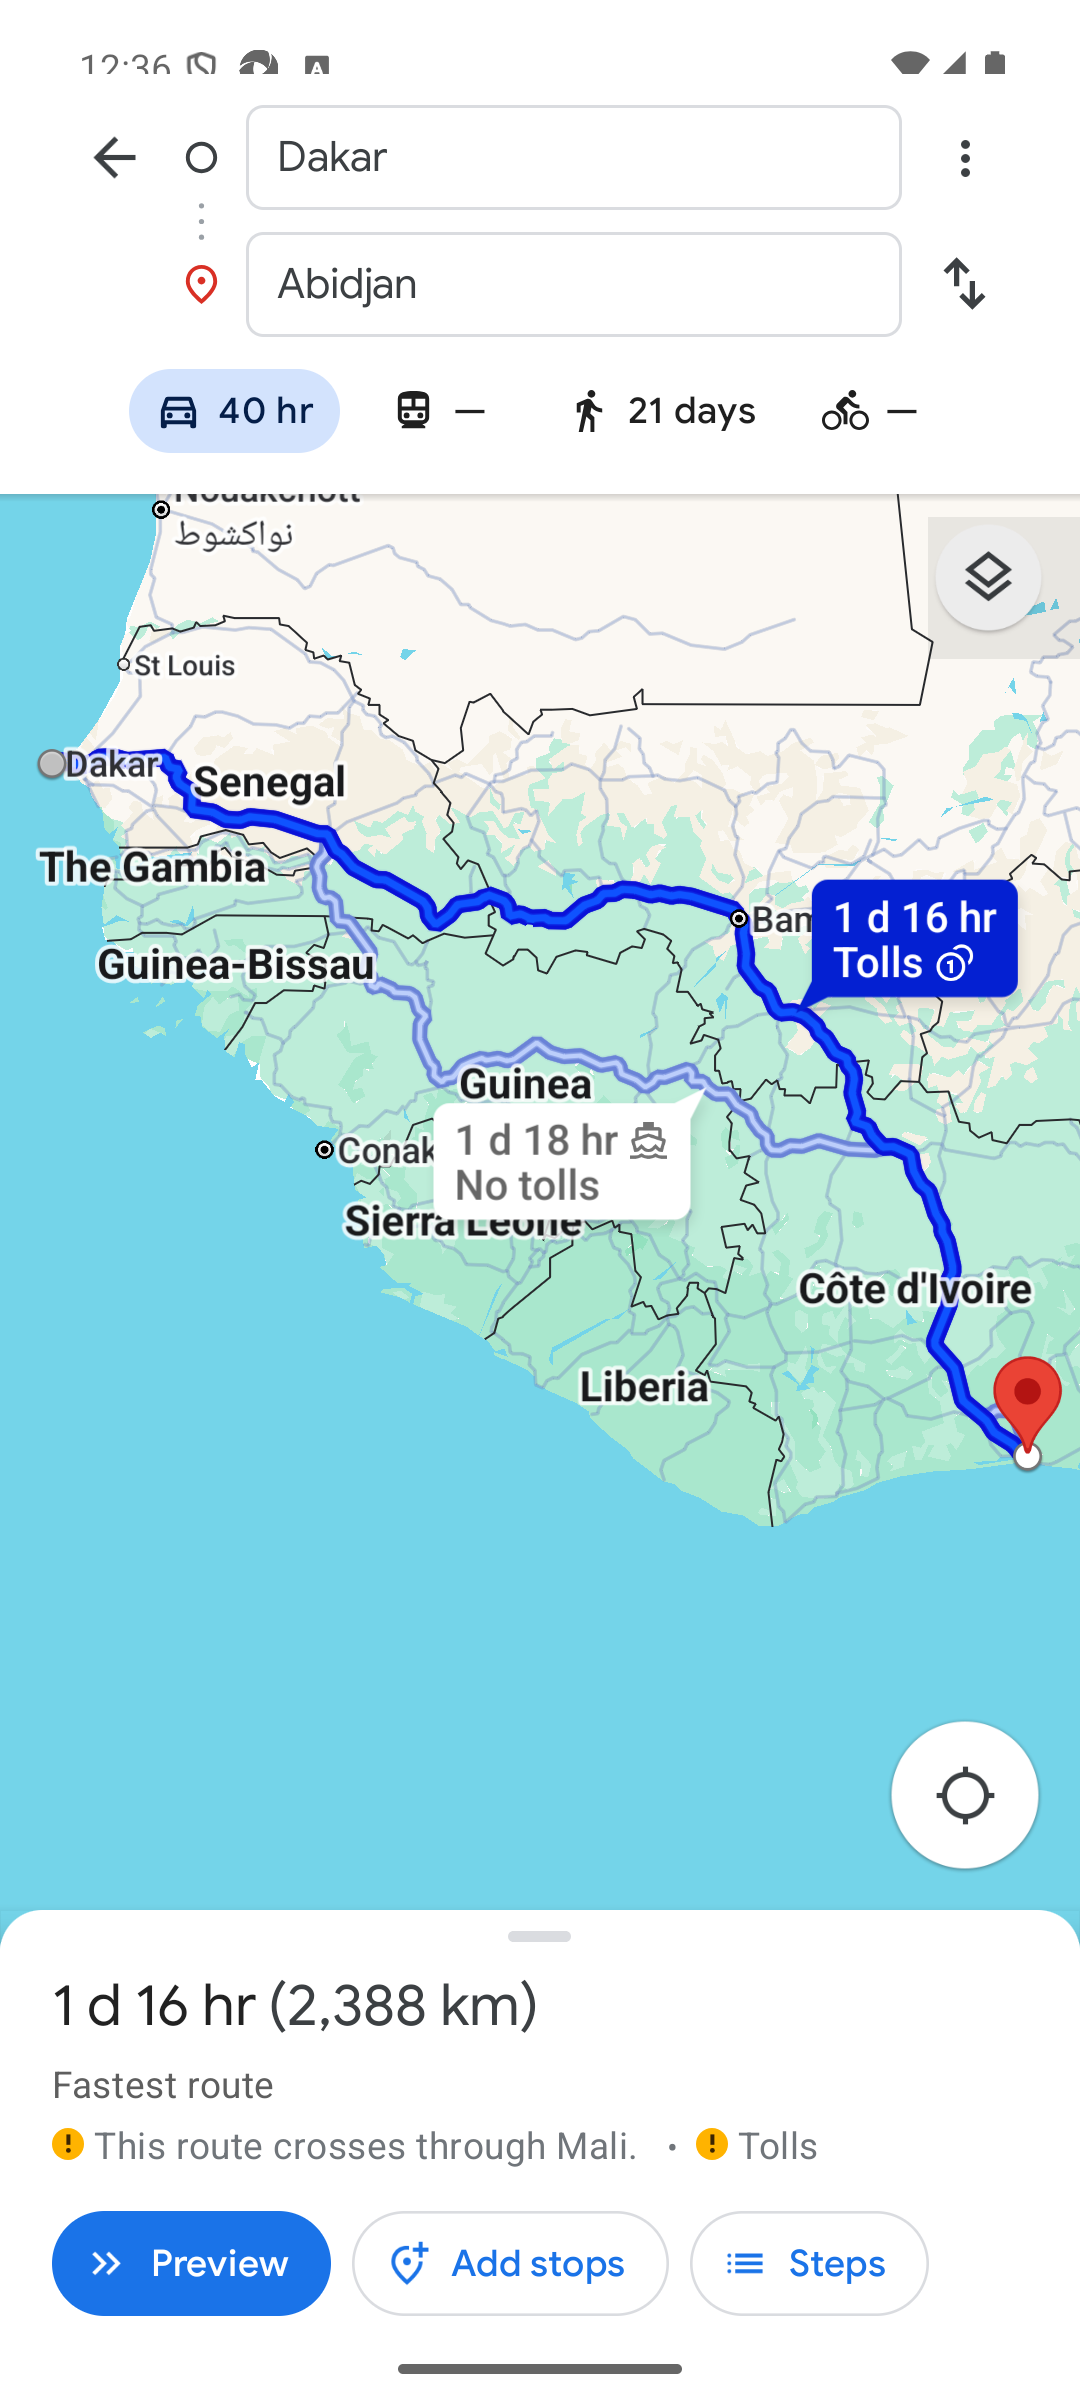 12:36
Dakar
Abidjan
40 hr
—
21 days
—
Nouakchott
نواكشوط
St Louis
Dakar
Senegal
The Gambia
Bam
1 d 16 hr
Tolls
Guinea-Bissau
Guinea
1 d 18 hr
No tolls
Conak
Sierra Leone
Côte d'Ivoire
Liberia
1 d 16 hr (2,388 km)
Fastest route
This route crosses through Mali. · Tolls
Preview
Add stops
Steps